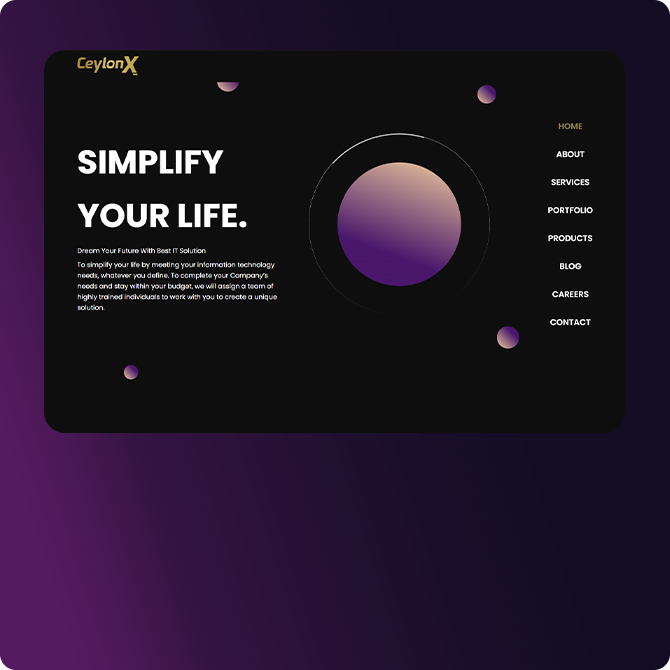 CeylonX
SIMPLIFY
YOUR LIFE.
Dream Your Future With Best IT Solution
To simplify your life by meeting your information technology
needs, whatever you define. To complete your Company's
needs and stay within your budget, we will assign a team of
highly trained individuals to work with you to create a unique
solution.
HOME
ABOUT
SERVICES
PORTFOLIO
PRODUCTS
BLOG
CAREERS
CONTACT